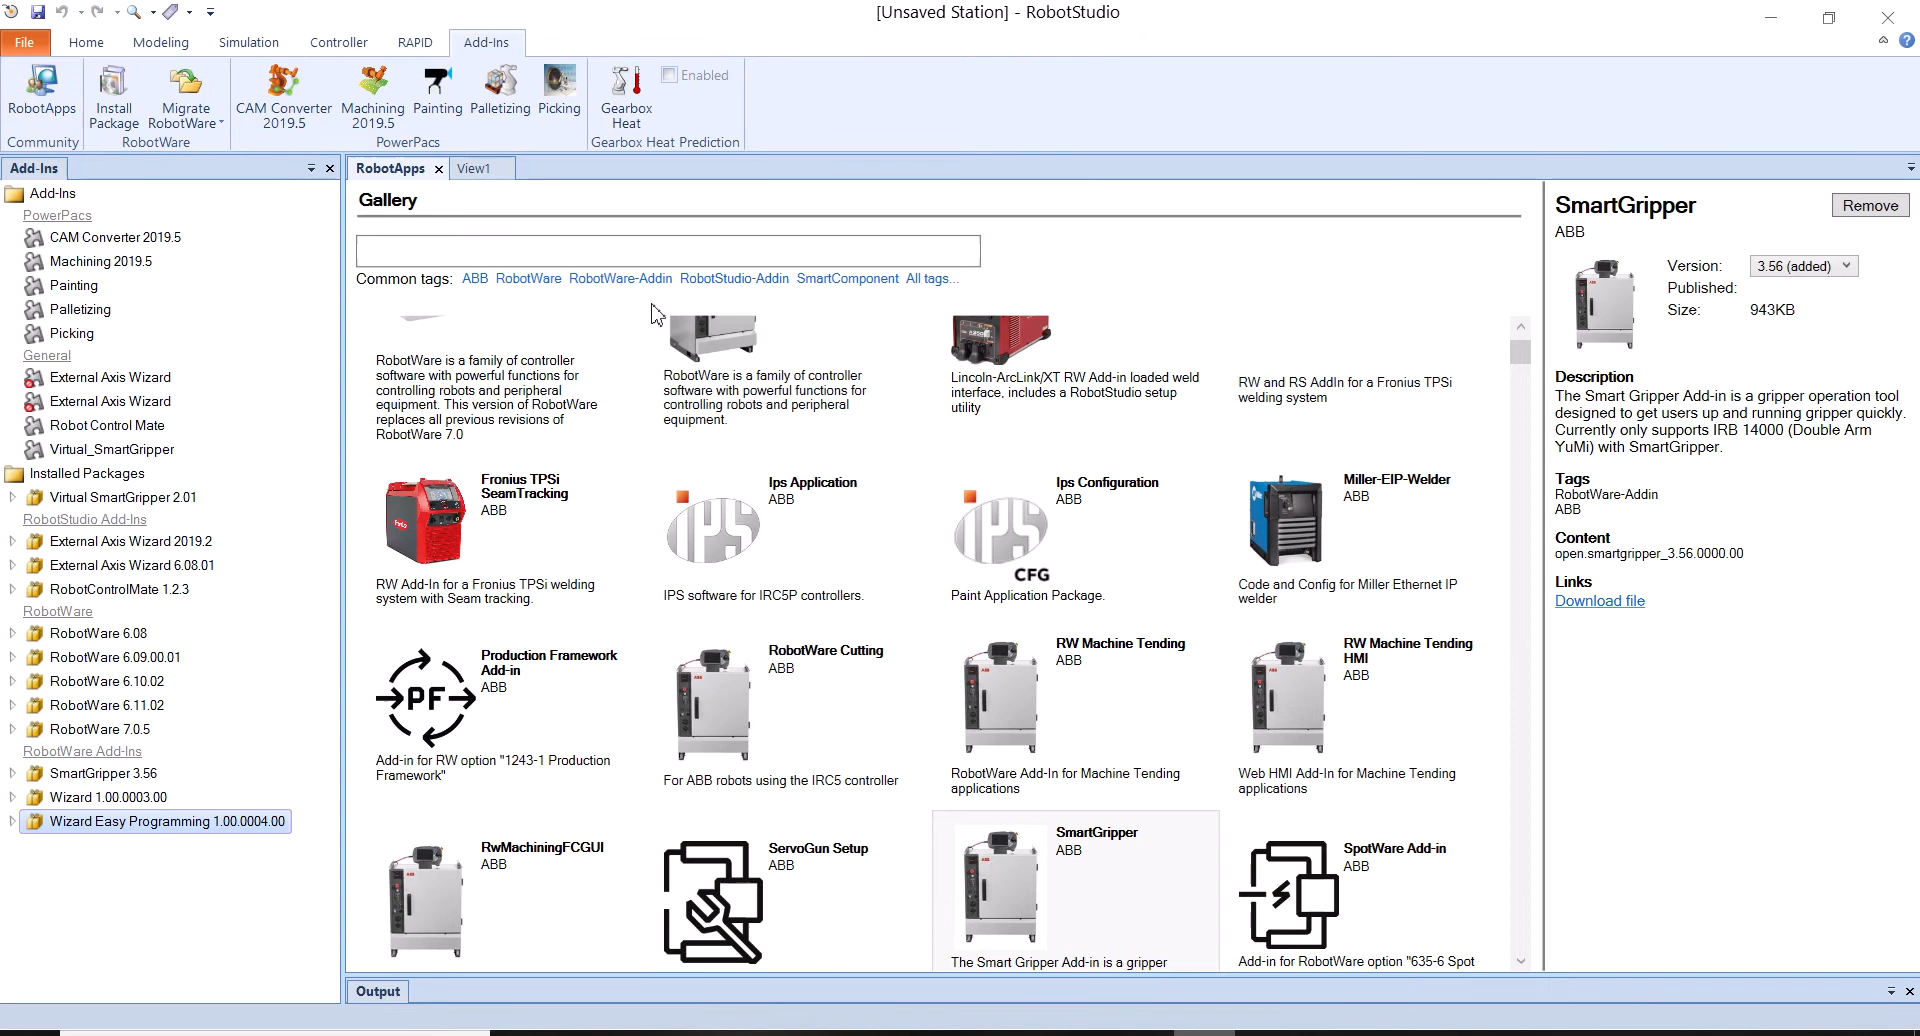 [Unsaved Station] - RobotStudio
File Home Modeling Simulation Controller RAPID Add-Ins
RobotApps
Install
Package
Migrate
RobotWare
CAM Converter
2019.5
Machining
2019.5
Painting
Palletizing
Picking
Gearbox
Heat
Enabled
Community
RobotWare
PowerPacs
Gearbox Heat Prediction
Add-Ins
Add-Ins
PowerPacs
CAM Converter 2019.5
Machining 2019.5
Painting
Palletizing
Picking
General
External Axis Wizard
External Axis Wizard
Robot Control Mate
Virtual_SmartGripper
Installed Packages
Virtual SmartGripper 2.01
RobotStudio Add-Ins
External Axis Wizard 2019.2
External Axis Wizard 6.08.01
RobotControlMate 1.2.3
RobotWare
RobotWare 6.08
RobotWare 6.09.00.01
RobotWare 6.10.02
RobotWare 6.11.02
RobotWare 7.0.5
RobotWare Add-Ins
SmartGripper 3.56
Wizard 1.00.0003.00
Wizard Easy Programming 1.00.0004.00
RobotApps
View1
Gallery
Common tags: ABB RobotWare RobotWare-Addin RobotStudio-Addin SmartComponent All tags...
RobotWare is a family of controller
software with powerful functions for
controlling robots and peripheral
equipment. This version of RobotWare
replaces all previous revisions of
RobotWare 7.0
RobotWare is a family of controller
software with powerful functions for
controlling robots and peripheral
equipment.
Lincoln-ArcLink/XT RW Add-in loaded weld
interface, includes a RobotStudio setup
utility
RW and RS AddIn for a Fronius TPSi
welding system
Fronius TPSi
SeamTracking
ABB
RW Add-In for a Fronius TPSi welding
system with Seam tracking.
IPS
Ips Application
ABB
IPS software for IRC5P controllers.
IPS
CFG
Ips Configuration
ABB
Paint Application Package.
Miller-EIP-Welder
ABB
Code and Config for Miller Ethernet IP
welder
PF
Production Framework
Add-in
ABB
Add-in for RW option "1243-1 Production
Framework"
RobotWare Cutting
ABB
For ABB robots using the IRC5 controller
RW Machine Tending
ABB
RobotWare Add-In for Machine Tending
applications
RW Machine Tending
HMI
ABB
Web HMI Add-In for Machine Tending
applications
RwMachiningFCGUI
ABB
ServoGun Setup
ABB
SmartGripper
ABB
The Smart Gripper Add-in is a gripper
SpotWare Add-in
ABB
Add-in for RobotWare option "635-6 Spot
SmartGripper
Remove
ABB
Version: 3.56 (added)
Published:
Size: 943KB
Description
The Smart Gripper Add-in is a gripper operation tool
designed to get users up and running gripper quickly.
Currently only supports IRB 14000 (Double Arm
YuMi) with SmartGripper.
Tags
RobotWare-Addin
ABB
Content
open.smartgripper_3.56.0000.00
Links
Download file
Output